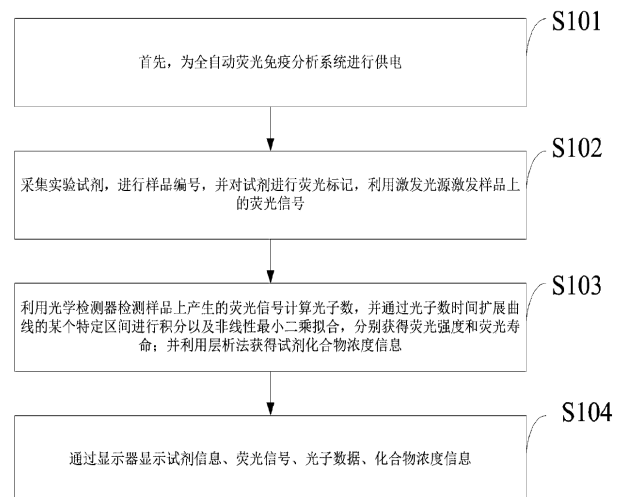 S101
首先，为全自动荧光免疫分析系统进行供电
S102
采集实验试剂，进行样品编号，并对试剂进行荧光标记，利用激发光源激发样品上
的荧光信号
S103
利用光学检测器检测样品上产生的荧光信号计算光子数，并通过光子数时间扩展曲
线的某个特定区间进行积分以及非线性最小二乘拟合，分别获得荧光强度和荧光寿
命；并利用层析法获得试剂化合物浓度信息
S104
通过显示器显示试剂信息、荧光信号、光子数据、化合物浓度信息